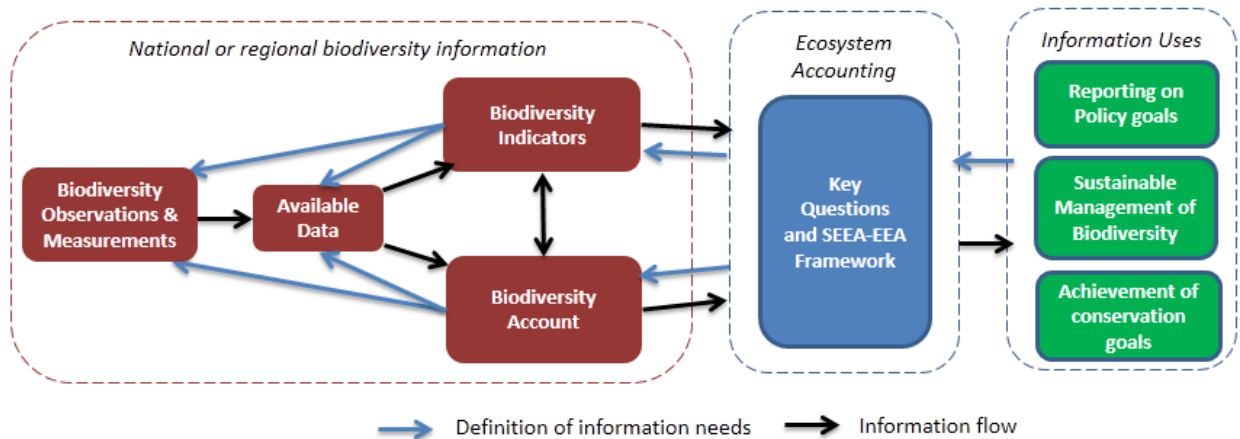 National or regional biodiversity information
Biodiversity
Observations &
Measurements
Available
Data
Biodiversity
Indicators
Biodiversity
Account
Ecosystem
Accounting
Key
Questions
and SEEA-EEA
Framework
Information Uses
Reporting on
Policy goals
Sustainable
Management of
Biodiversity
Achievement of
conservation
goals
Definition of information needs
Information flow